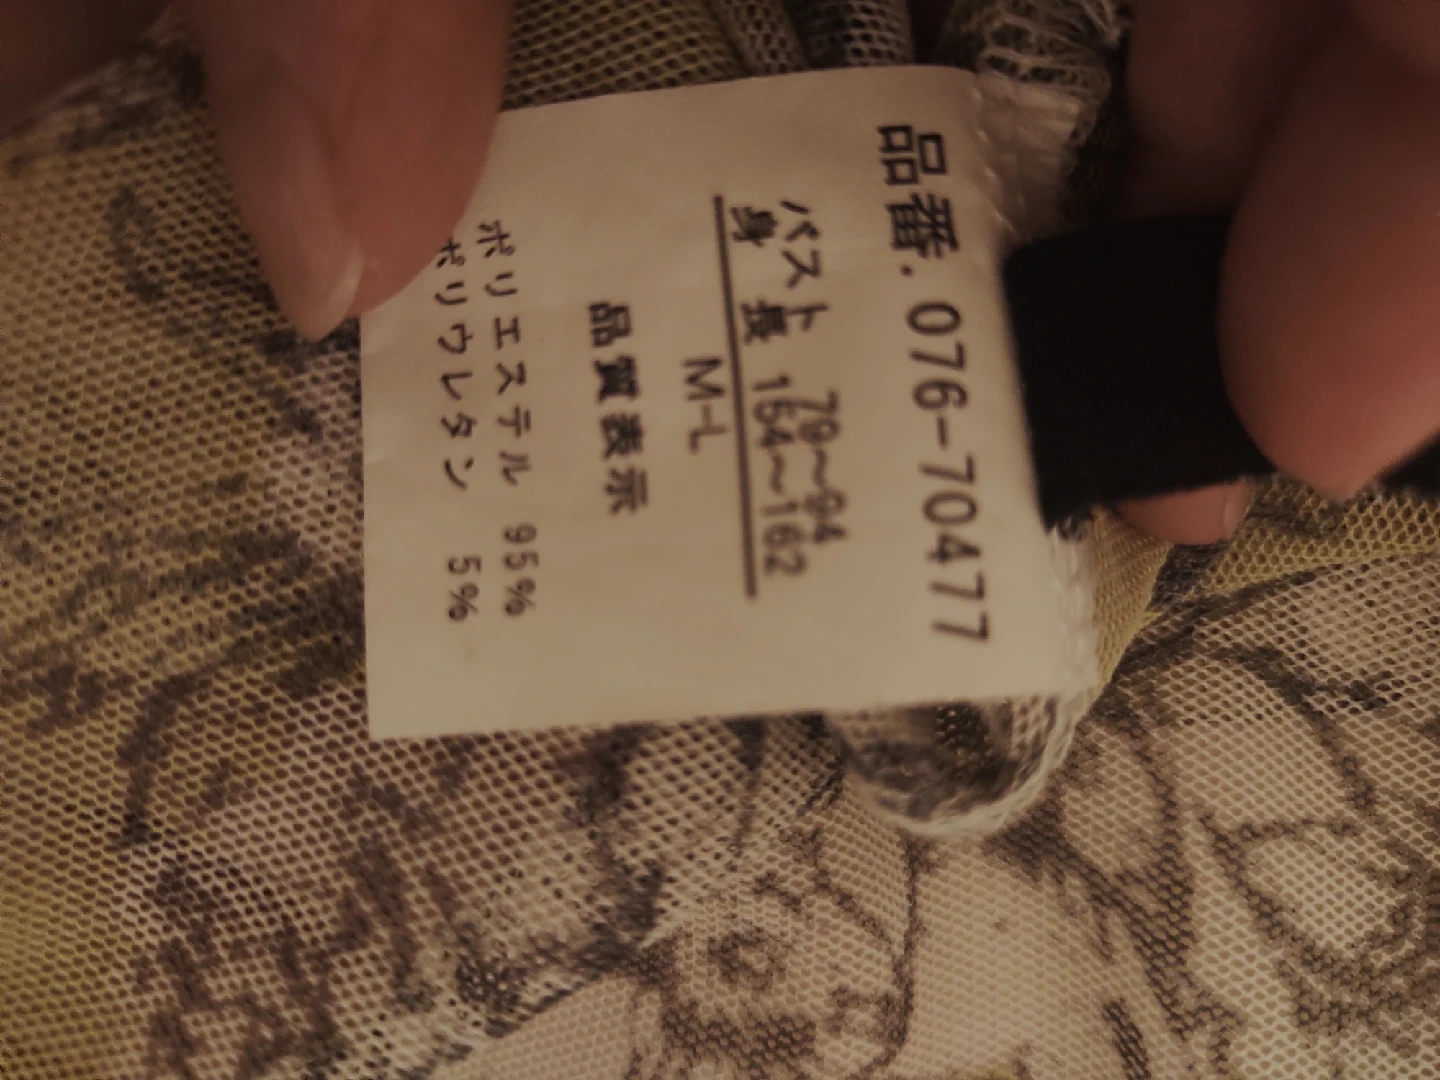 品番. 076-70477
バスト 79〜94
身長 154〜162
M-L
品質表示
ポリエステル 95%
ポリウレタン 5%